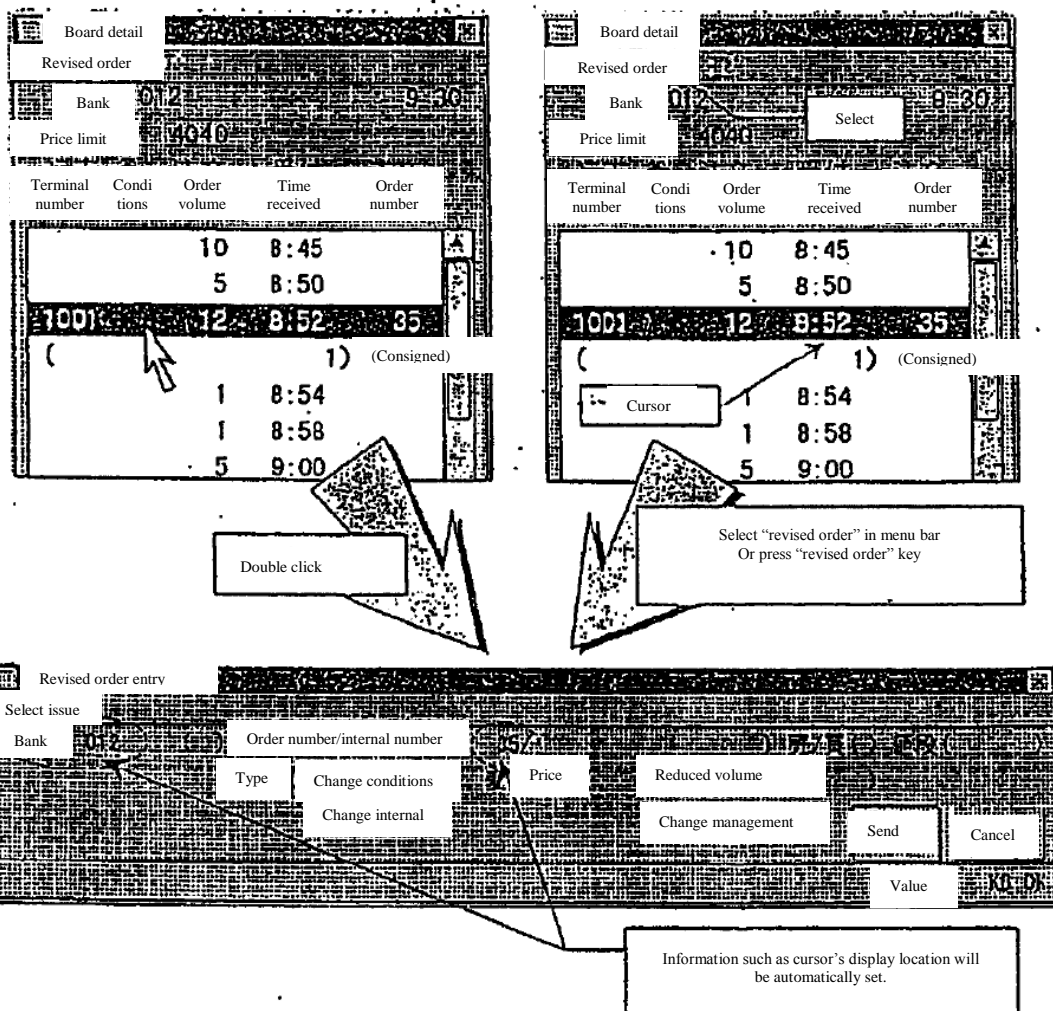 Board detail
Revised order
Bank 012 9 30
Price limit 4040
Terminal number Condi tions Order volume Time received Order number
10 8:45
5 8:50
1001 12 8:52 35
( 1) (Consigned)
1 8:54
1 8:58
5 9:00
Double click
Board detail
Revised order
Bank 012 9 30
Select
Price limit 4040
Terminal number Condi tions Order volume Time received Order number
10 8:45
5 8:50
1001 12 8:52 35
( 1) (Consigned)
Cursor 1 8:54
1 8:58
5 9:00
Select “revised order” in menu bar
Or press “revised order” key
Revised order entry
Select issue
Bank 012 ( ) Order number/internal number 35/ )
Type Change conditions Price Reduced volume )
Change internal Change management Send Cancel
Value
Information such as cursor’s display location will
be automatically set.